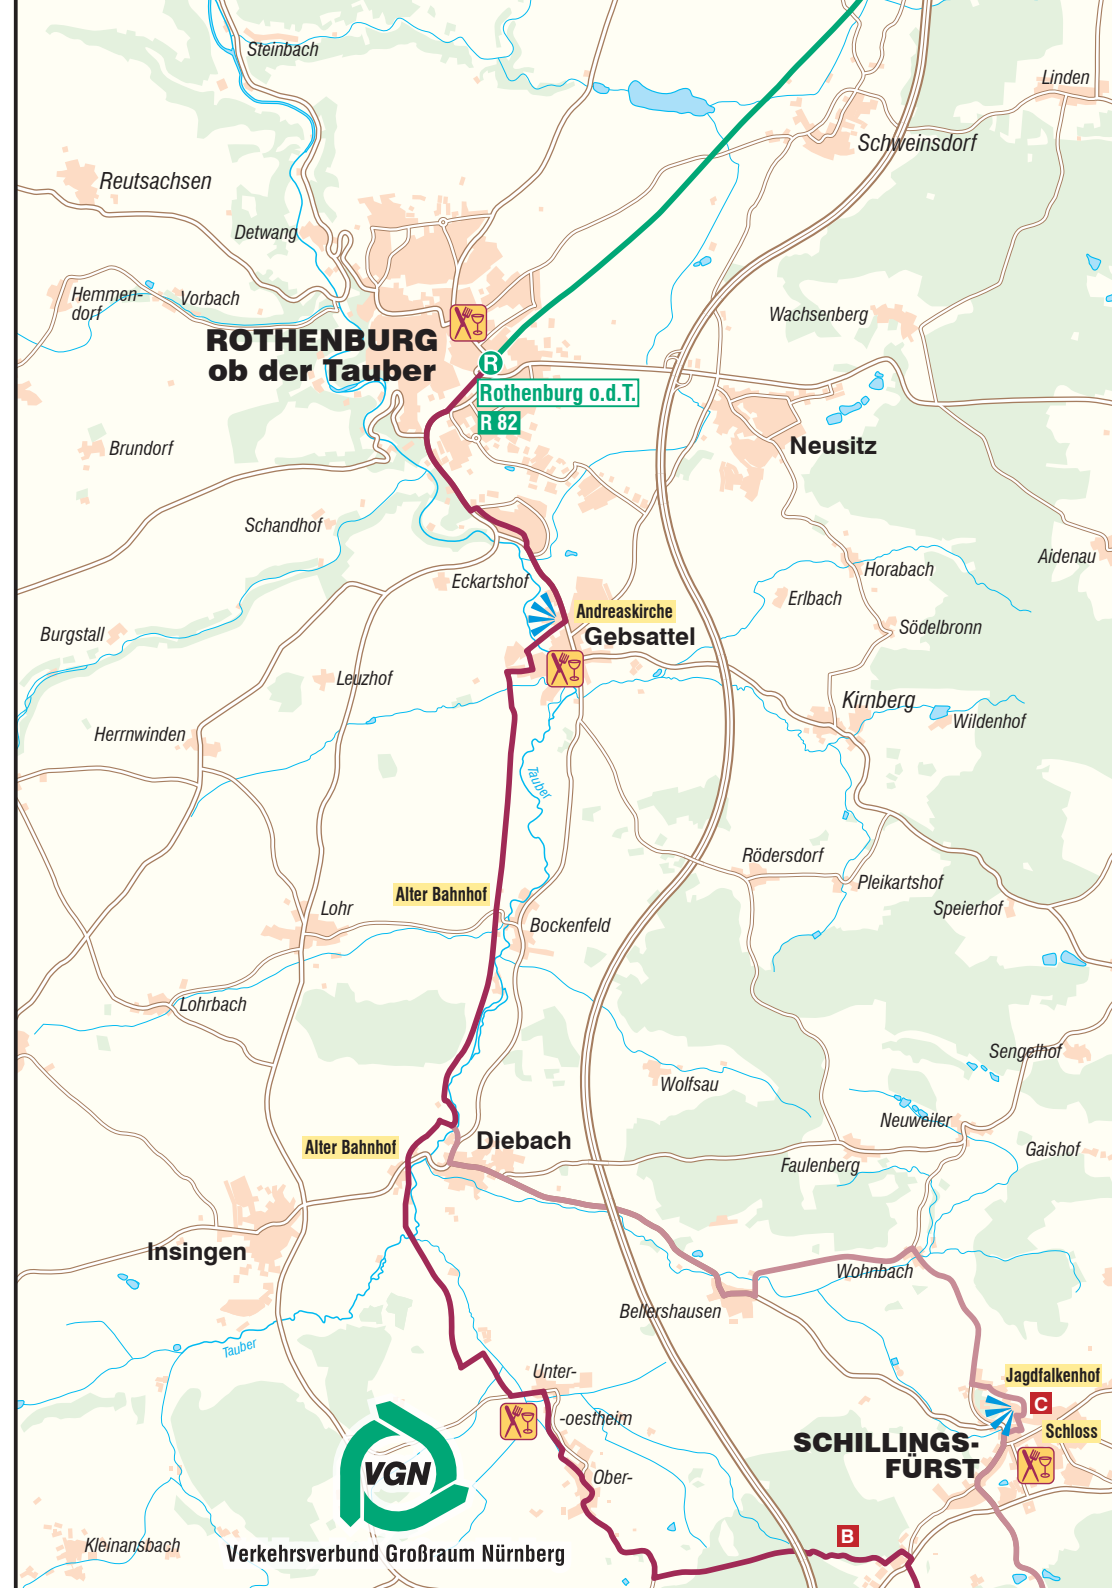 Steinbach
Linden
Schweinsdorf
Reutsachsen
Detwang
Hemmen-
dorf
Vorbach
Wachsenberg
ROTHENBURG
ob der Tauber
R
Rothenburg o.d.T.
R 82
Neusitz
Brundorf
Schandhof
Aidenau
Horabach
Eckartshof
Erlbach
Andreaskirche
Gebsattel
Södelbronn
Burgstall
Leuzhof
Kirnberg
Wildenhof
Herrnwinden
Tauber
Rödersdorf
Pleikartshof
Alter Bahnhof
Speierhof
Lohr
Bockenfeld
Lohrbach
Sengelhof
Wolfsau
Neuweiler
Diebach
Alter Bahnhof
Gaishof
Faulenberg
Insingen
Wohnbach
Bellershausen
Tauber
Unter-
Jagdfalkenhof
C
-oestheim
Schloss
SCHILLINGS-
FÜRST
VGN
Ober-
B
Kleinansbach
Verkehrsverbund Großraum Nürnberg